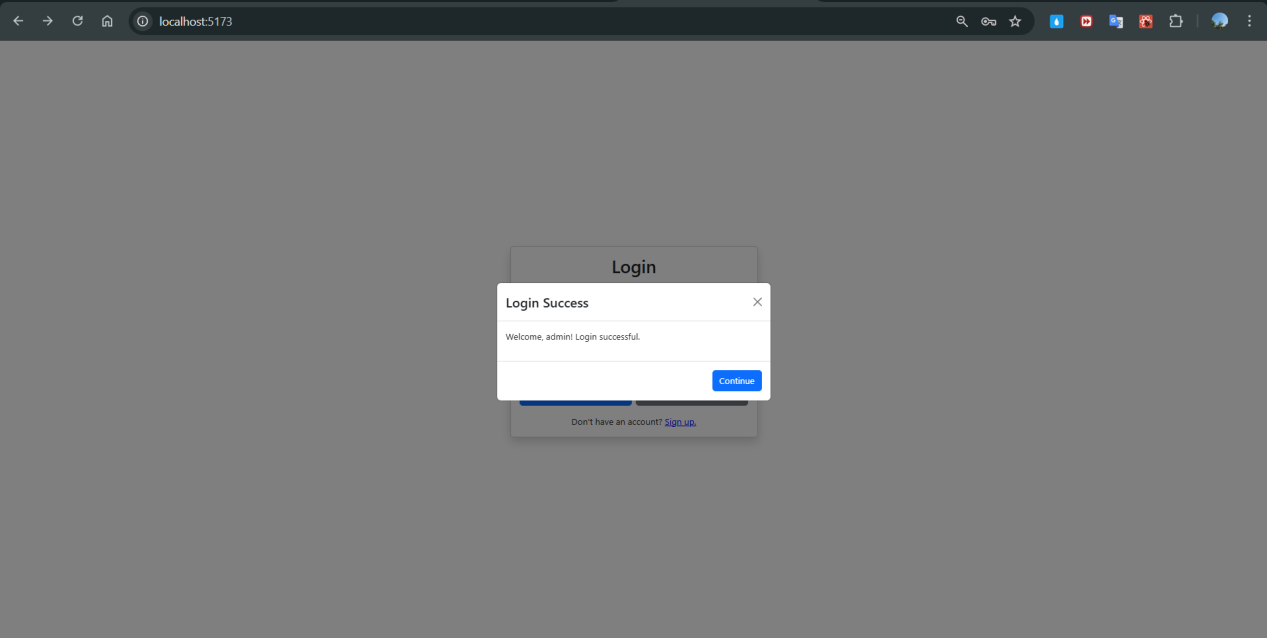 localhost:5173
Login
Login Success
Welcome, admin! Login successful.
Continue
Don't have an account? Sign up.